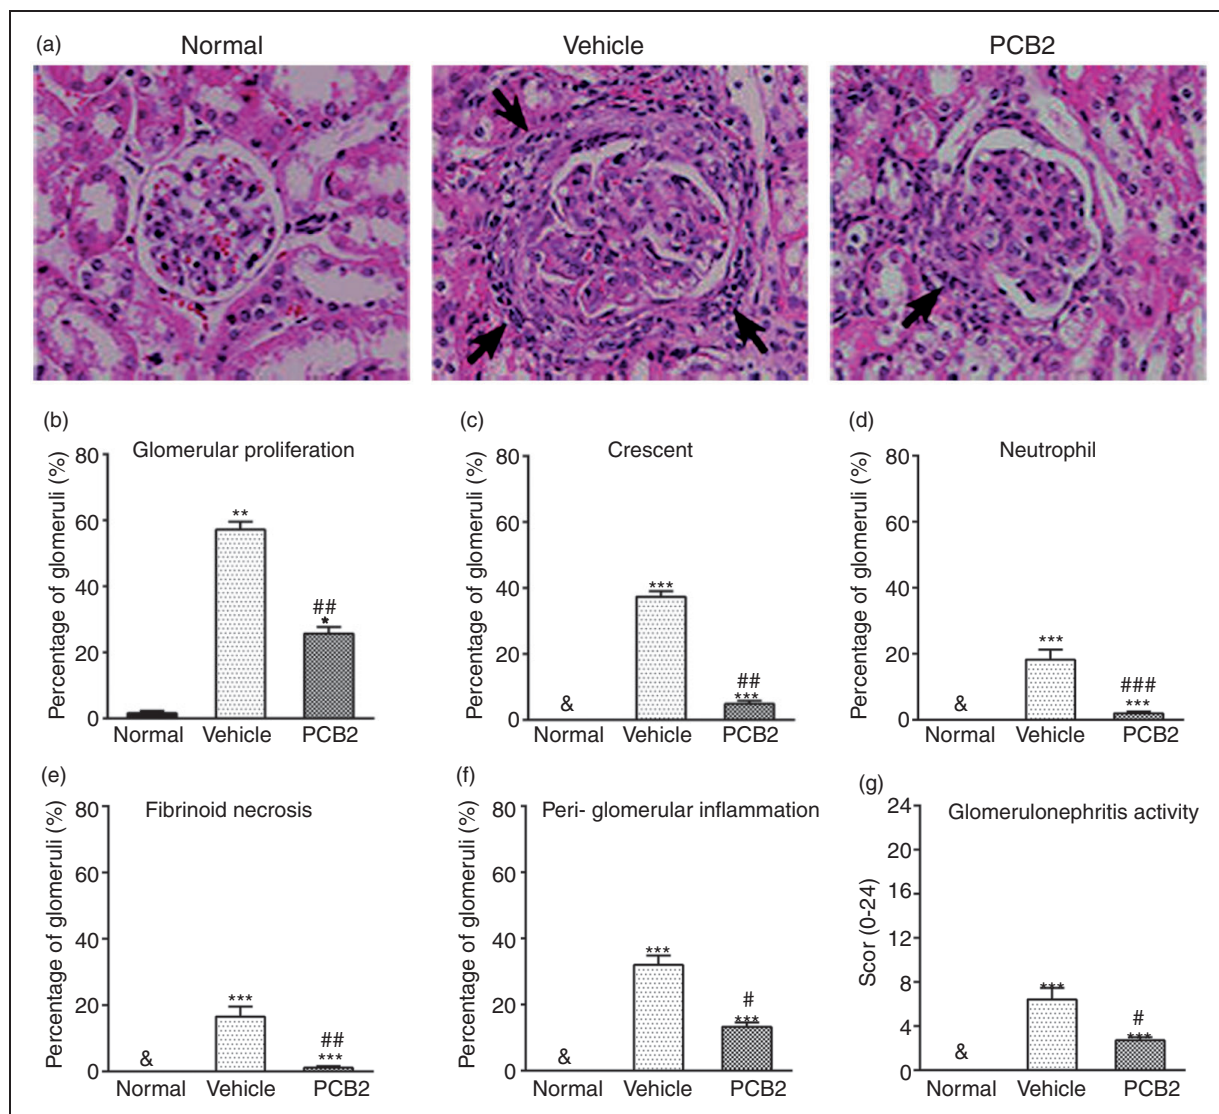 (a) Normal Vehicle PCB2
(b)
Glomerular proliferation
Percentage of glomeruli (%)
80
60
40
20
0
**
##
*
Normal Vehicle PCB2
(c)
Crescent
Percentage of glomeruli (%)
80
60
40
20
0
&
***
##
***
Normal Vehicle PCB2
(d)
Neutrophil
Percentage of glomeruli (%)
80
60
40
20
0
&
***
###
***
Normal Vehicle PCB2
(e)
Fibrinoid necrosis
Percentage of glomeruli (%)
80
60
40
20
0
&
***
##
***
Normal Vehicle PCB2
(f)
Peri- glomerular inflammation
Percentage of glomeruli (%)
80
60
40
20
0
&
***
#
***
Normal Vehicle PCB2
(g)
Glomerulonephritis activity
Scor (0-24)
24
22
16
12
8
4
0
&
***
#
***
Normal Vehicle PCB2